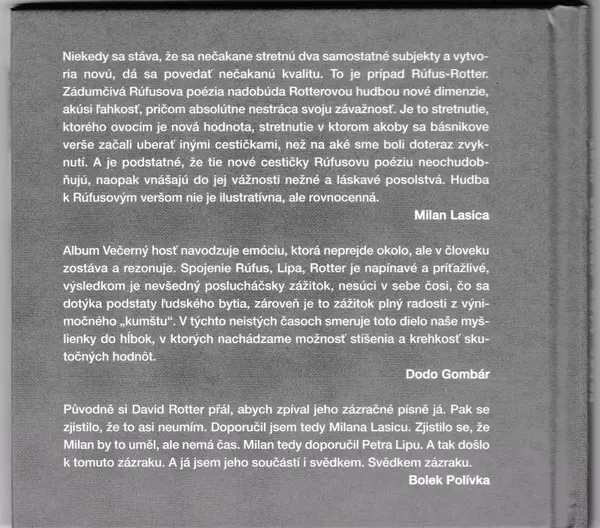 Niekedy sa stáva, že sa nečakane stretnú dva samostatné subjekty a vytvo-
ria novú, dá sa povedať nečakanú kvalitu. To je prípad Rúfus-Rotter.
Zádumčivá Rúfusova poézia nadobúda Rotterovou hudbou nové dimenzie,
akúsi ľahkosť, pričom absolútne nestráca svoju závažnosť. Je to stretnutie,
ktorého ovocím je nová hodnota, stretnutie v ktorom akoby sa básnikove
verše začali uberať inými cestičkami, než na aké sme boli doteraz zvyk-
nutí. A je podstatné, že tie nové cestičky Rúfusovu poéziu neochudob-
ňujú, naopak vnášajú do jej vážnosti nežné a láskavé posolstvá. Hudba
k Rúfusovým veršom nie je ilustratívna, ale rovnocenná.
Milan Lasica
Album Večerný hosť navodzuje emóciu, ktorá neprejde okolo, ale v človeku
zostáva a rezonuje. Spojenie Rúfus, Lipa, Rotter je napínavé a príťažlivé,
výsledkom je nevšedný poslucháčsky zážitok, nesúci v sebe čosi, čo sa
dotýka podstaty ľudského bytia, zároveň je to zážitok plný radosti z výni-
močného „kumštu“. V týchto neistých časoch smeruje toto dielo naše myš-
lienky do hĺbok, v ktorých nachádzame možnosť stíšenia a krehkosť sku-
točných hodnôt.
Dodo Gombár
Původně si David Rotter přál, abych zpíval jeho zázračné písně já. Pak se
zjistilo, že to asi neumím. Doporučil jsem tedy Milana Lasicu. Zjistilo se, že
Milan by to uměl, ale nemá čas. Milan tedy doporučil Petra Lipu. A tak došlo
k tomuto zázraku. A já jsem jeho součástí i svědkem. Svědkem zázraku.
Bolek Polívka